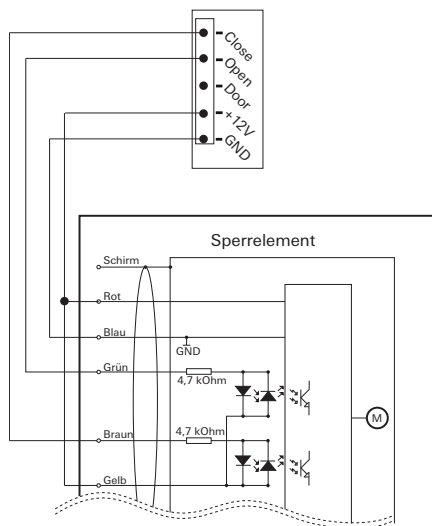 Close
Open
Door
+12V
GND
Sperrelement
Schirm
Rot
Blau
GND
Grün
4,7 kOhm
Braun
4,7 kOhm
Gelb
M